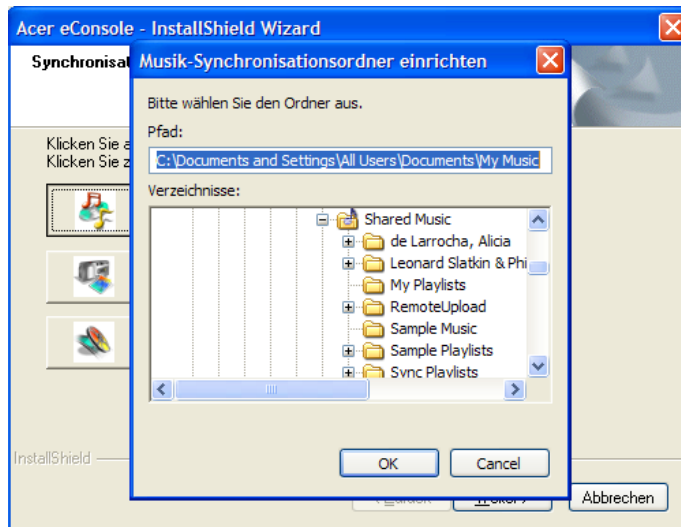 Acer eConsole - InstallShield Wizard
Musik-Synchronisationsordner einrichten
Bitte wählen Sie den Ordner aus.
Klicken Sie
Klicken Sie
Pfad:
C:\Documents and Settings\All Users\Documents\My Music
Verzeichnisse:
Shared Music
de Larrocha, Alicia
Leonard Slatkin & Phi
My Playlists
RemoteUpload
Sample Music
Sample Playlists
Sync Playlists
InstallShield
OK
Cancel
Abbrechen